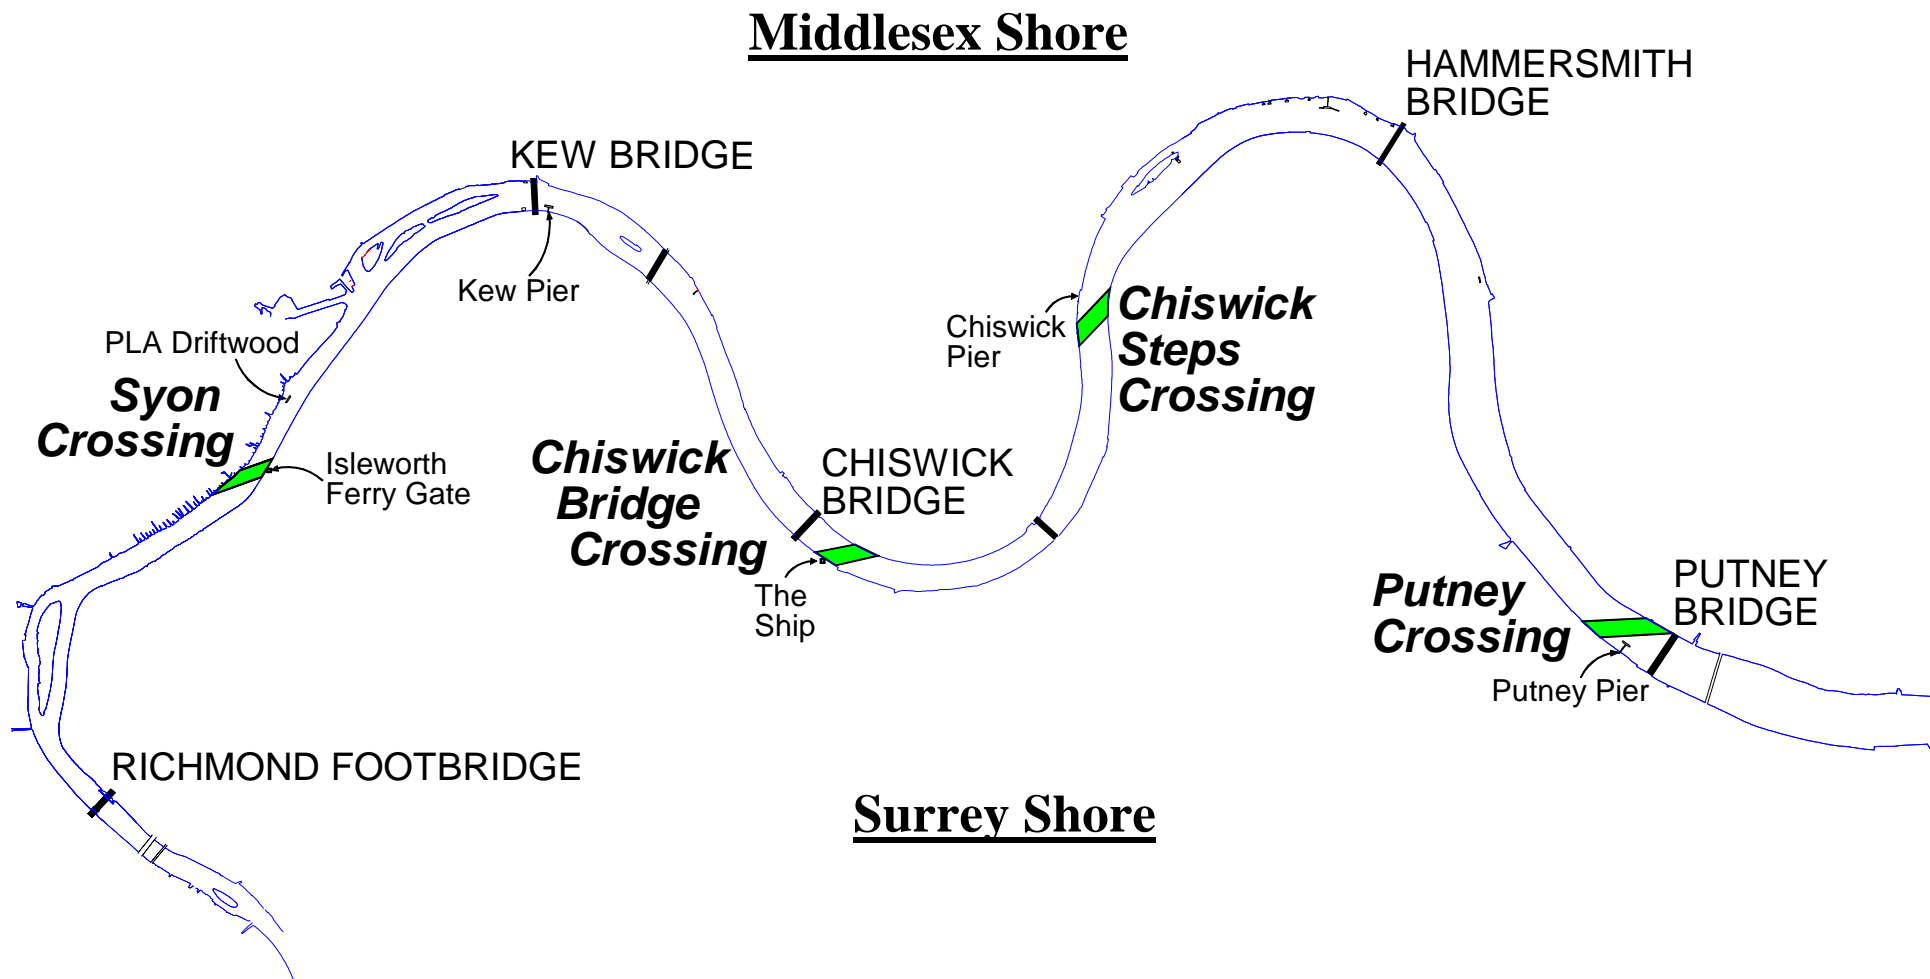 Middlesex Shore
HAMMERSMITH
BRIDGE
KEW BRIDGE
Kew Pier
PLA Driftwood
Syon
Crossing
Isleworth
Ferry Gate
Chiswick
Pier
Chiswick
Steps
Crossing
Chiswick
Bridge
Crossing
CHISWICK
BRIDGE
The
Ship
Putney
Crossing
PUTNEY
BRIDGE
Putney Pier
RICHMOND FOOTBRIDGE
Surrey Shore